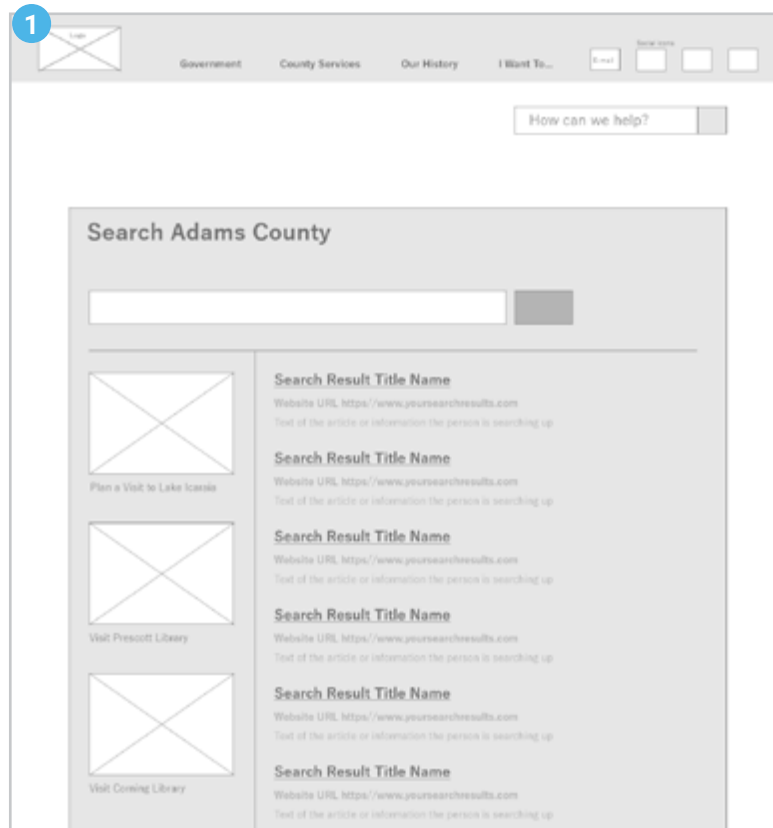 1
Logo
Social icons
Government County Services Our History I Want To... E-mail
How can we help?
Search Adams County
Search Result Title Name
Website URL https//www.yoursearchresults.com
Text of the article or information the person is searching up
Plan a Visit to Lake
Search Result Title Name
Website URL https//www.yoursearchresults.com
Text of the article or information the person is searching up
Search Result Title Name
Website URL https//www.yoursearchresults.com
Text of the article or information the person is searching up
Visit Prescott Library
Search Result Title Name
Website URL https//www.yoursearchresults.com
Text of the article or information the person is searching up
Search Result Title Name
Website URL https//www.yoursearchresults.com
Text of the article or information the person is searching up
Visit Corning Library
Search Result Title Name
Website URL https//www.yoursearchresults.com
Text of the article or information the person is searching up